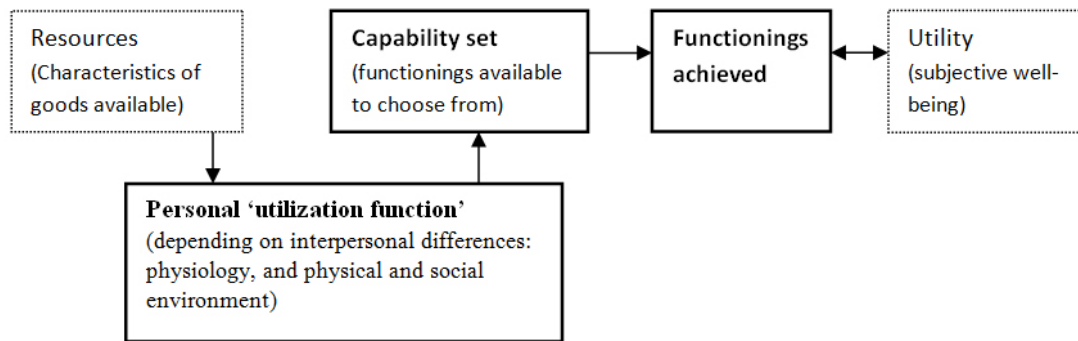 Resources
(Characteristics of
goods available)
Capability set
(functionings available
to choose from)
Functionings
achieved
Utility
(subjective well-
being)
Personal ‘utilization function’
(depending on interpersonal differences:
physiology, and physical and social
environment)